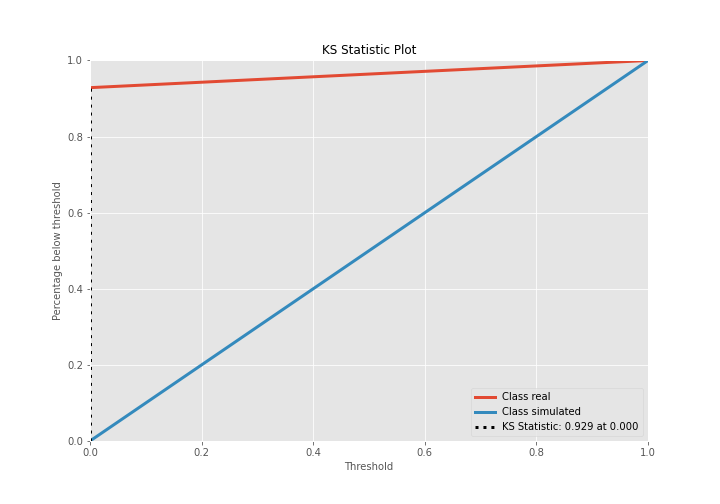 KS Statistic Plot
1.0
0.8
0.6
0.4
0.2
0.0
Percentage below threshold
Class real
Class simulated
KS Statistic: 0.929 at 0.000
0.0 0.2 0.4 0.6 0.8 1.0
Threshold